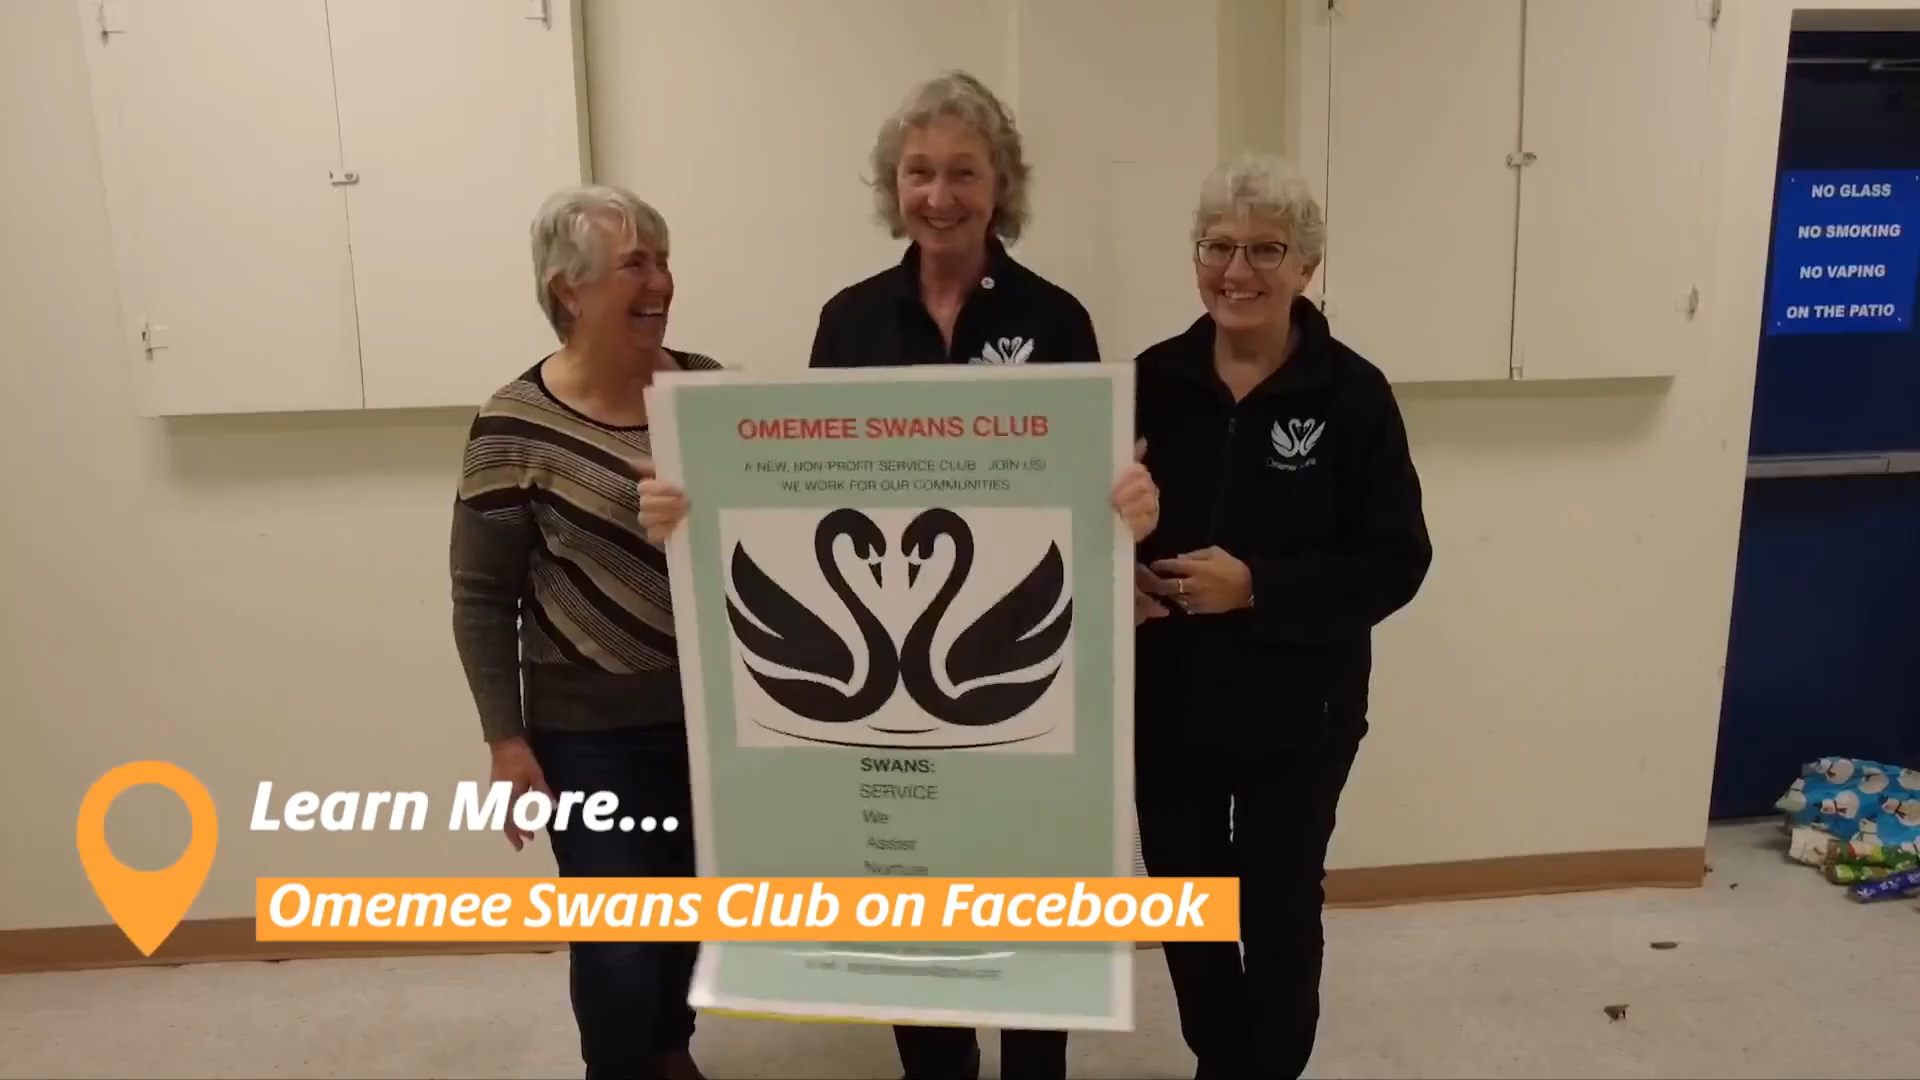 NO GLASS
NO SMOKING
NO VAPING
ON THE PATIO
OMEMEE SWANS CLUB
A NEW, NON-PROFIT SERVICE CLUB. JOIN US!
WE WORK FOR OUR COMMUNITIES
SWANS:
SERVICE
We
Assist
Nurture
Learn More...
Omemee Swans Club on Facebook